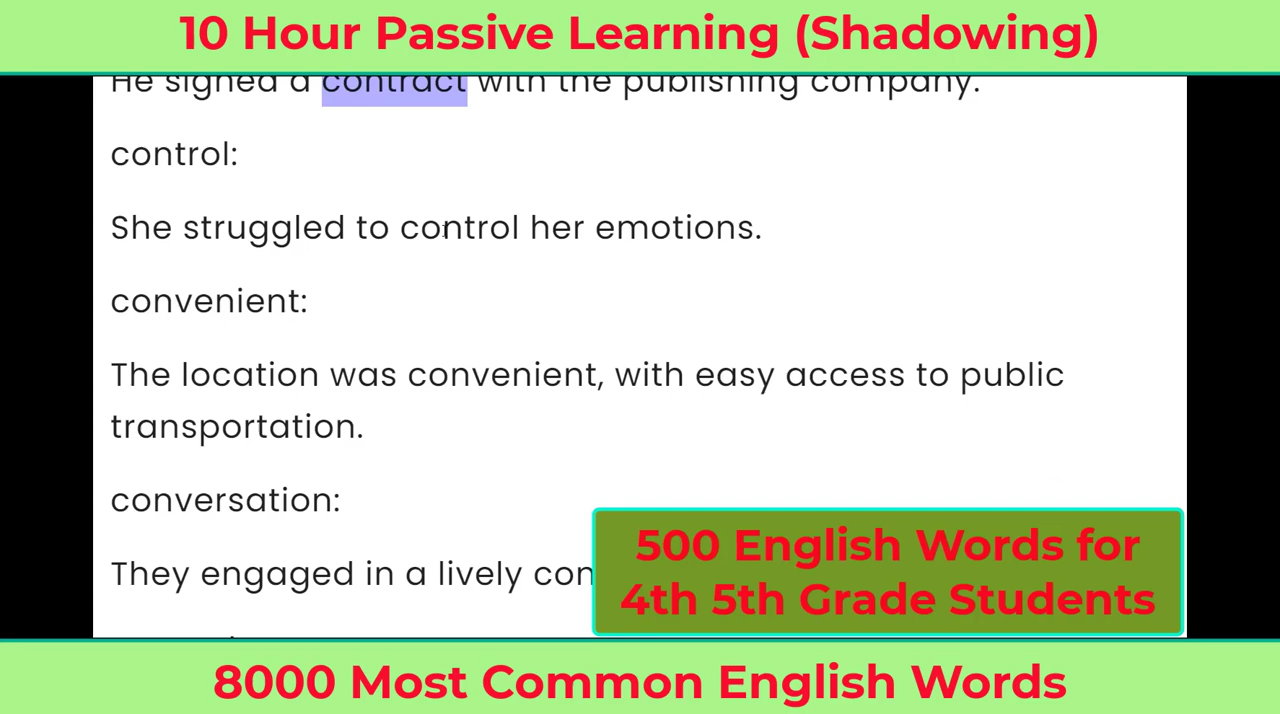 10 Hour Passive Learning (Shadowing)
He signed a contract with the publishing company.
control:
She struggled to control her emotions.
convenient:
The location was convenient, with easy access to public
transportation.
conversation:
They engaged in a lively con
500 English Words for
4th 5th Grade Students
8000 Most Common English Words